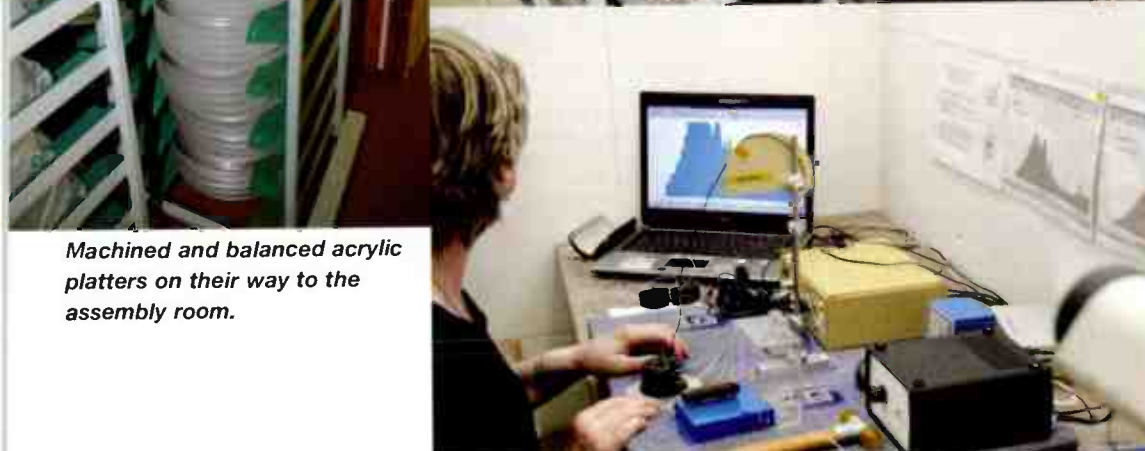 Machined and balanced acrylic
platters on their way to the
assembly room.